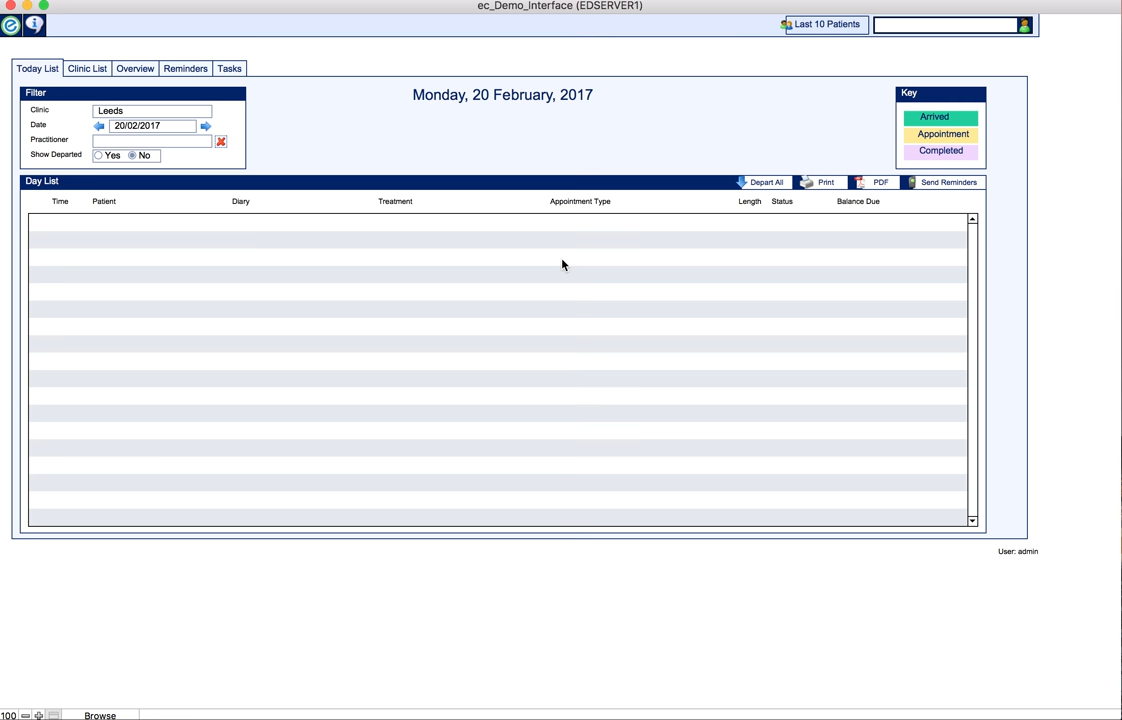 ec_Demo_Interface (EDSERVER1)
Last 10 Patients
Today List Clinic List Overview Reminders Tasks
Filter
Clinic Leeds
Date 20/02/2017
Practitioner
Show Departed Yes No
Monday, 20 February, 2017
Key
Arrived
Appointment
Completed
Day List Depart All Print PDF Send Reminders
Time Patient Diary Treatment Appointment Type Length Status Balance Due
User: admin
100 Browse